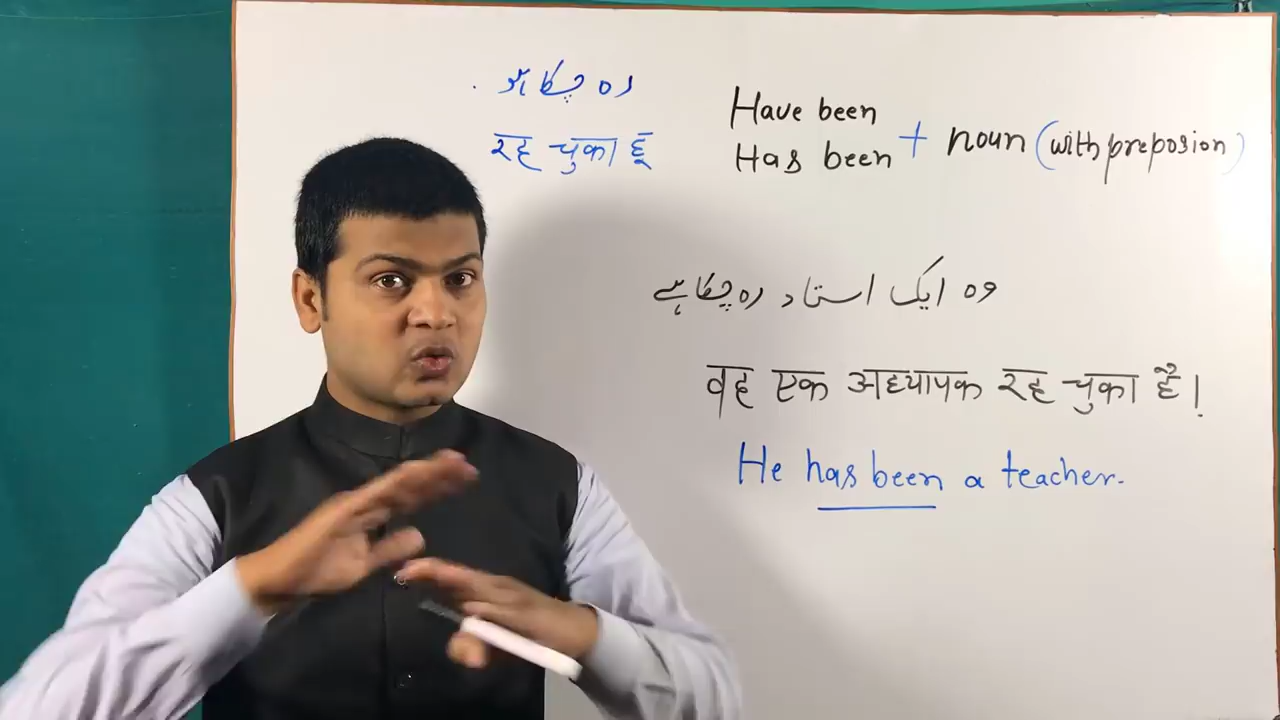 رہ چکا ہوں
रह चुका हूँ
Have been
Has been + noun (with preposion)
وہ ایک استاد رہ چکا ہے
वह एक अध्यापक रह चुका है।
He has been a teacher.